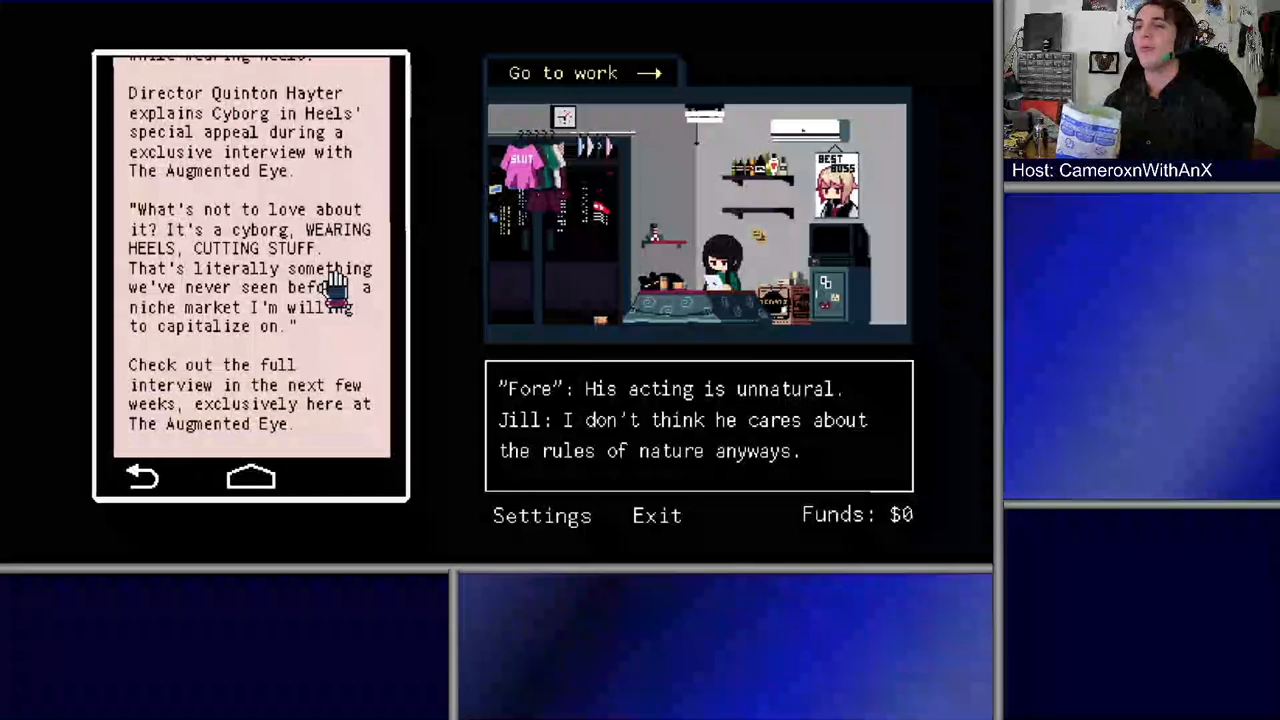 while wearing heels.
Director Quinton Hayter
explains Cyborg in Heels'
special appeal during a
exclusive interview with
The Augmented Eye.
"What's not to love about
it? It's a cyborg, WEARING
HEELS, CUTTING STUFF.
That's literally something
we've never seen a
niche market I'm willing
to capitalize on."
Check out the full
interview in the next few
weeks, exclusively here at
The Augmented Eye.
Go to work →
SLUT
BEST
BOSS
"Fore": His acting is unnatural.
Jill: I don't think he cares about
the rules of nature anyways.
Settings Exit Funds: $0
Host: CameroxnWithAnX